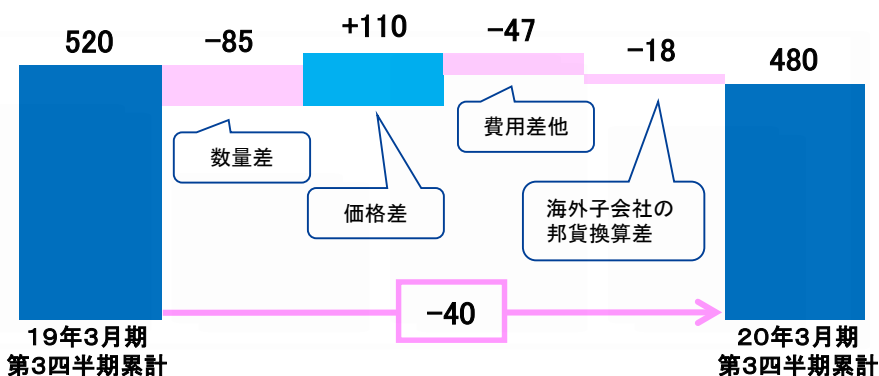 520
−85
+110
−47
−18
480
数量差
価格差
費用差他
海外子会社の
邦貨換算差
−40
19年3月期
第3四半期累計
20年3月期
第3四半期累計